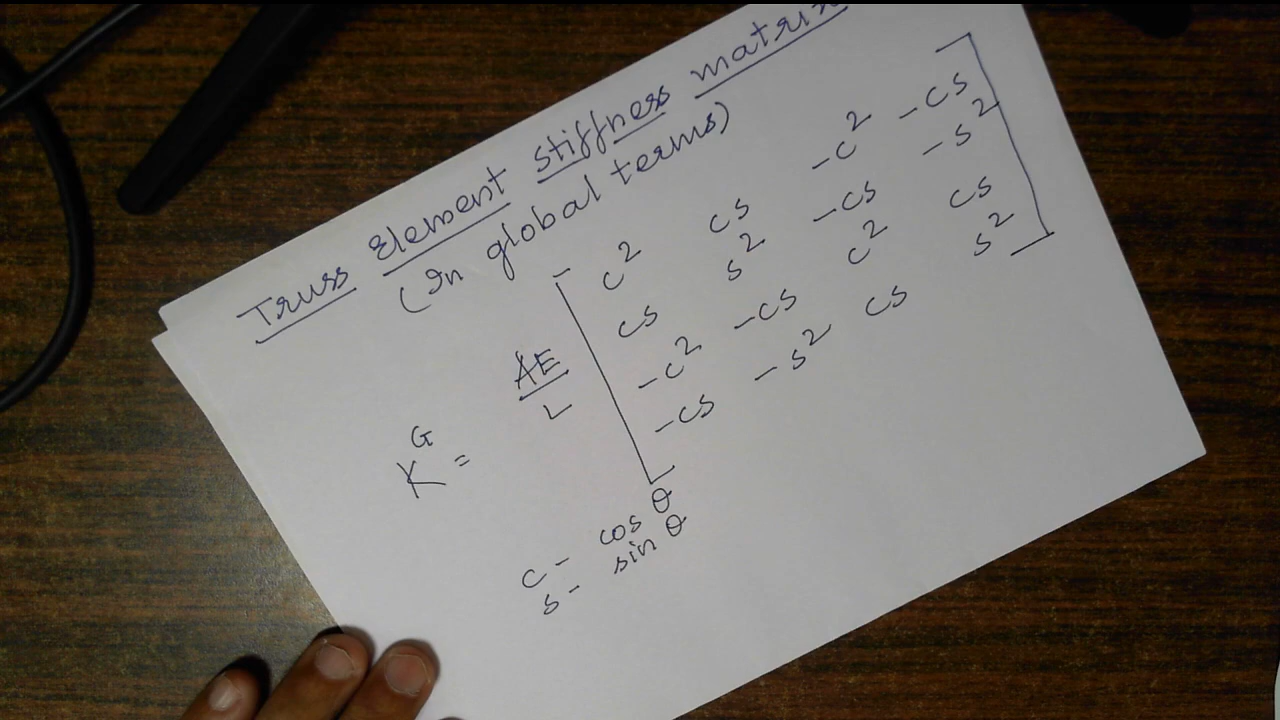 Truss Element stiffness matrix
(In global terms)
K^G = AE/L [ c² cs -c² -cs
cs s² -cs -s²
-c² -cs c² cs
-cs -s² cs s² ]
c - cos θ
s - sin θ